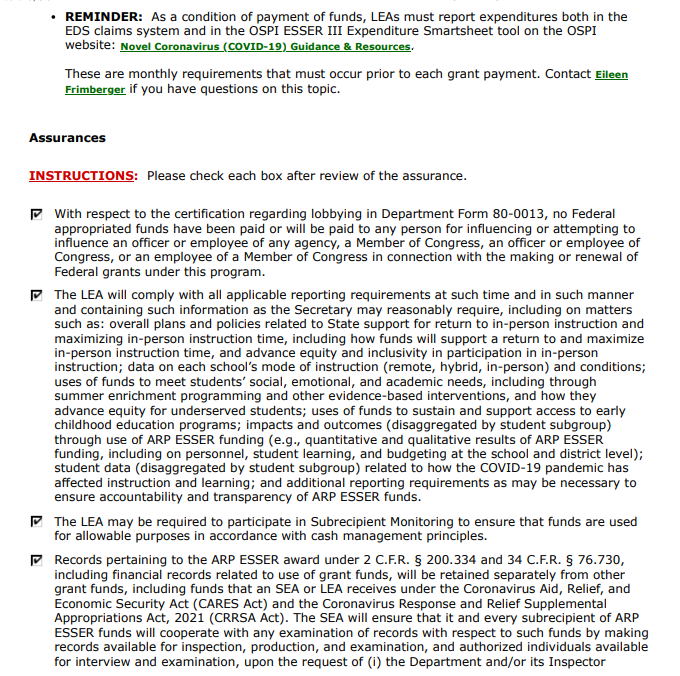 • REMINDER: As a condition of payment of funds, LEAs must report expenditures both in the
EDS claims system and in the OSPI ESSER III Expenditure Smartsheet tool on the OSPI
website: Novel Coronavirus (COVID-19) Guidance & Resources.
These are monthly requirements that must occur prior to each grant payment. Contact Eileen
Frimberger if you have questions on this topic.
Assurances
INSTRUCTIONS: Please check each box after review of the assurance.
With respect to the certification regarding lobbying in Department Form 80-0013, no Federal
appropriated funds have been paid or will be paid to any person for influencing or attempting to
influence an officer or employee of any agency, a Member of Congress, an officer or employee of
Congress, or an employee of a Member of Congress in connection with the making or renewal of
Federal grants under this program.
The LEA will comply with all applicable reporting requirements at such time and in such manner
and containing such information as the Secretary may reasonably require, including on matters
such as: overall plans and policies related to State support for return to in-person instruction and
maximizing in-person instruction time, including how funds will support a return to and maximize
in-person instruction time, and advance equity and inclusivity in participation in in-person
instruction; data on each school's mode of instruction (remote, hybrid, in-person) and conditions;
uses of funds to meet students' social, emotional, and academic needs, including through
summer enrichment programming and other evidence-based interventions, and how they
advance equity for underserved students; uses of funds to sustain and support access to early
childhood education programs; impacts and outcomes (disaggregated by student subgroup)
through use of ARP ESSER funding (e.g., quantitative and qualitative results of ARP ESSER
funding, including on personnel, student learning, and budgeting at the school and district level);
student data (disaggregated by student subgroup) related to how the COVID-19 pandemic has
affected instruction and learning; and additional reporting requirements as may be necessary to
ensure accountability and transparency of ARP ESSER funds.
The LEA may be required to participate in Subrecipient Monitoring to ensure that funds are used
for allowable purposes in accordance with cash management principles.
Records pertaining to the ARP ESSER award under 2 C.F.R. § 200.334 and 34 C.F.R. § 76.730,
including financial records related to use of grant funds, will be retained separately from other
grant funds, including funds that an SEA or LEA receives under the Coronavirus Aid, Relief, and
Economic Security Act (CARES Act) and the Coronavirus Response and Relief Supplemental
Appropriations Act, 2021 (CRRSA Act). The SEA will ensure that it and every subrecipient of ARP
ESSER funds will cooperate with any examination of records with respect to such funds by making
records available for inspection, production, and examination, and authorized individuals available
for interview and examination, upon the request of (i) the Department and/or its Inspector